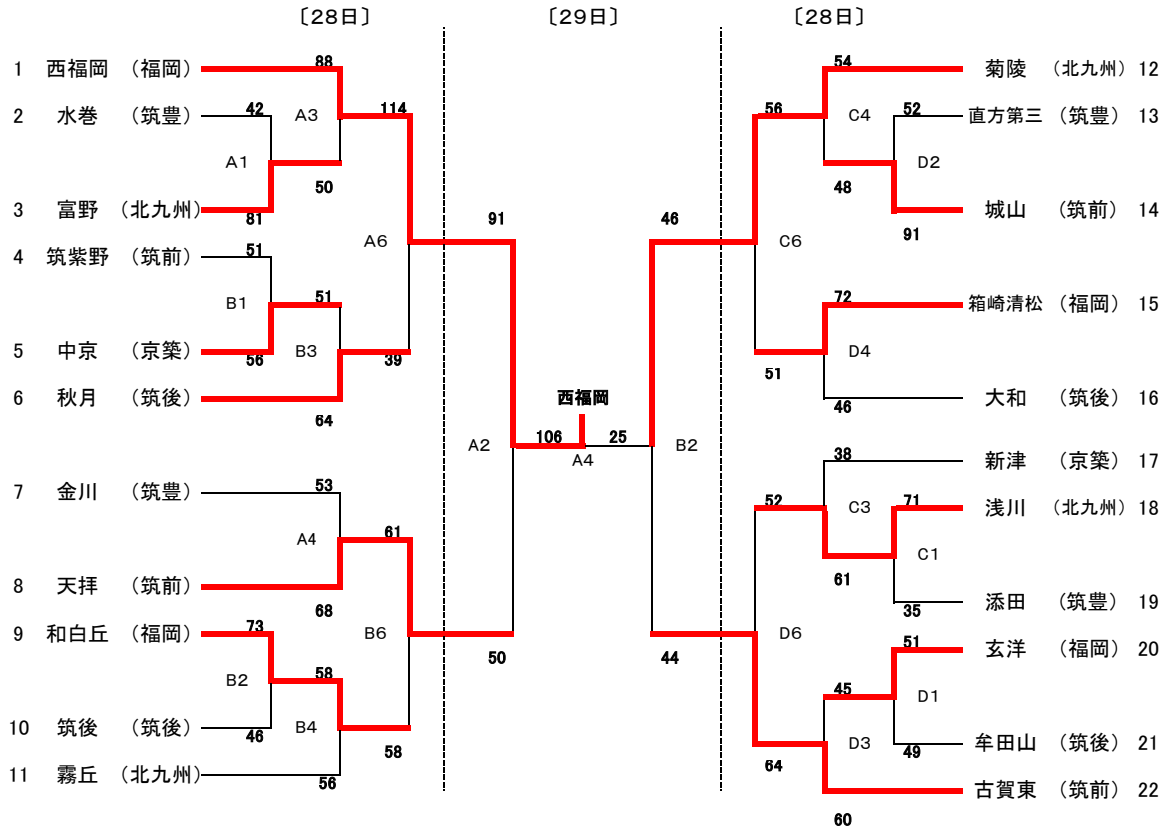 〔28日〕 〔29日〕 〔28日〕
88 54
1 西福岡 （福岡） 菊陵 （北九州） 12
42 A3 114 56 C4 52
2 水巻 （筑豊） 直方第三 （筑豊） 13
A1 D2
50 48
3 富野 （北九州） 城山 （筑前） 14
81 91 46 91
A6 C6
4 筑紫野 （筑前） 51
B1 51 72
箱崎清松 （福岡） 15
5 中京 （京築） 56 B3 39 51 D4
6 秋月 （筑後） 西福岡 大和 （筑後） 16
64 46
A2 106 25 B2
A4
38 新津 （京築） 17
7 金川 （筑豊） 53
52 C3 71 浅川 （北九州） 18
A4 61
C1
8 天拝 （筑前） 61
68 35 添田 （筑豊） 19
9 和白丘 （福岡） 73 B6 D6
50 44 51 玄洋 （福岡） 20
B2 58 45 D1
10 筑後 （筑後） 46 B4
58 D3 49 牟田山 （筑後） 21
64
11 霧丘 （北九州） 56
古賀東 （筑前） 22
60